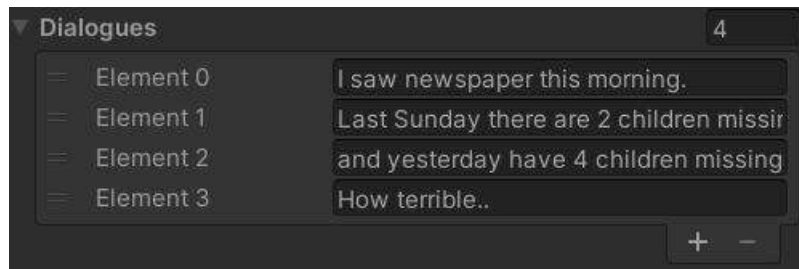 Dialogues 4
Element 0 I saw newspaper this morning.
Element 1 Last Sunday there are 2 children
Element 2 and yesterday have 4 children missing
Element 3 How terrible..
+ −